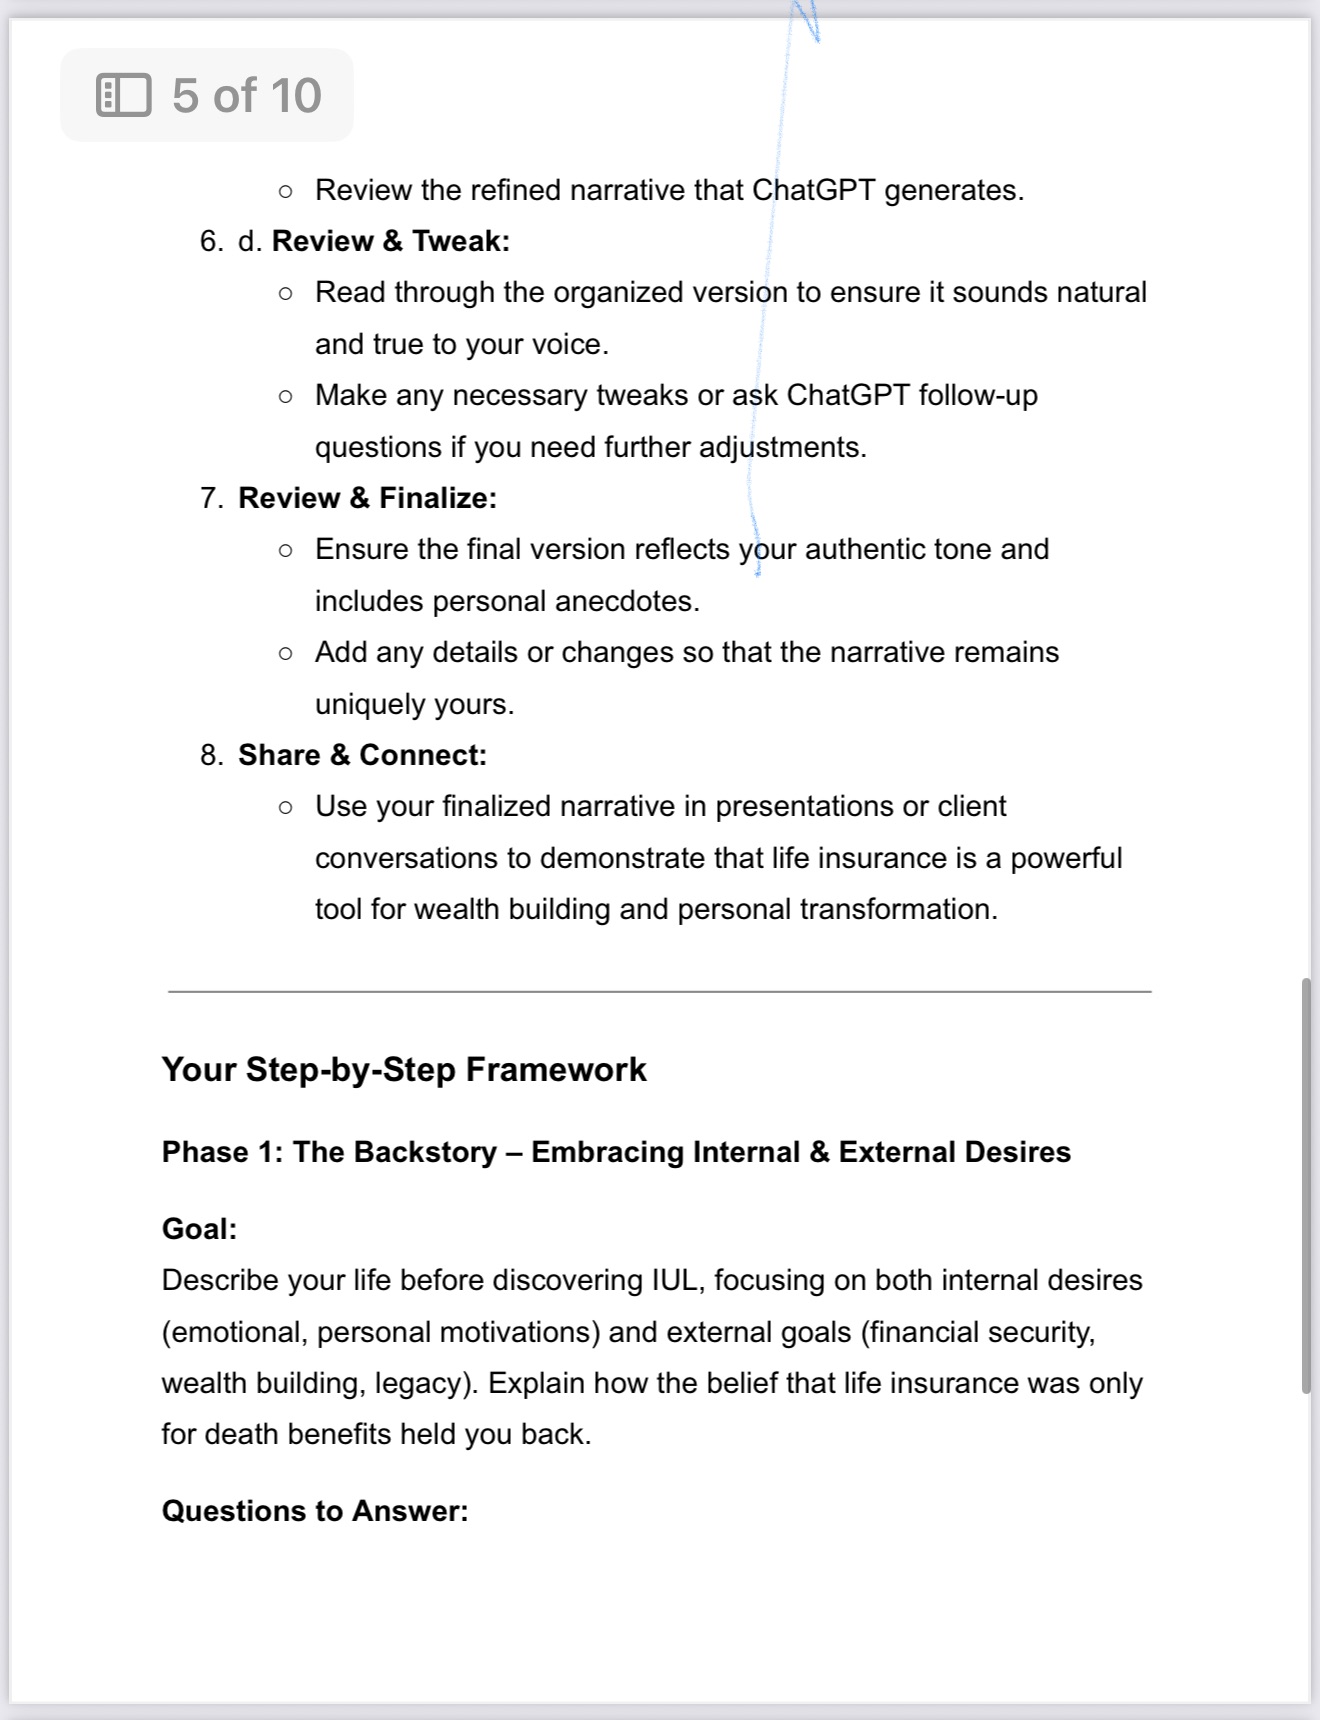 5 of 10
○ Review the refined narrative that ChatGPT generates.
6. d. Review & Tweak:
○ Read through the organized version to ensure it sounds natural
and true to your voice.
○ Make any necessary tweaks or ask ChatGPT follow-up
questions if you need further adjustments.
7. Review & Finalize:
○ Ensure the final version reflects your authentic tone and
includes personal anecdotes.
○ Add any details or changes so that the narrative remains
uniquely yours.
8. Share & Connect:
○ Use your finalized narrative in presentations or client
conversations to demonstrate that life insurance is a powerful
tool for wealth building and personal transformation.
Your Step-by-Step Framework
Phase 1: The Backstory – Embracing Internal & External Desires
Goal:
Describe your life before discovering IUL, focusing on both internal desires
(emotional, personal motivations) and external goals (financial security,
wealth building, legacy). Explain how the belief that life insurance was only
for death benefits held you back.
Questions to Answer: